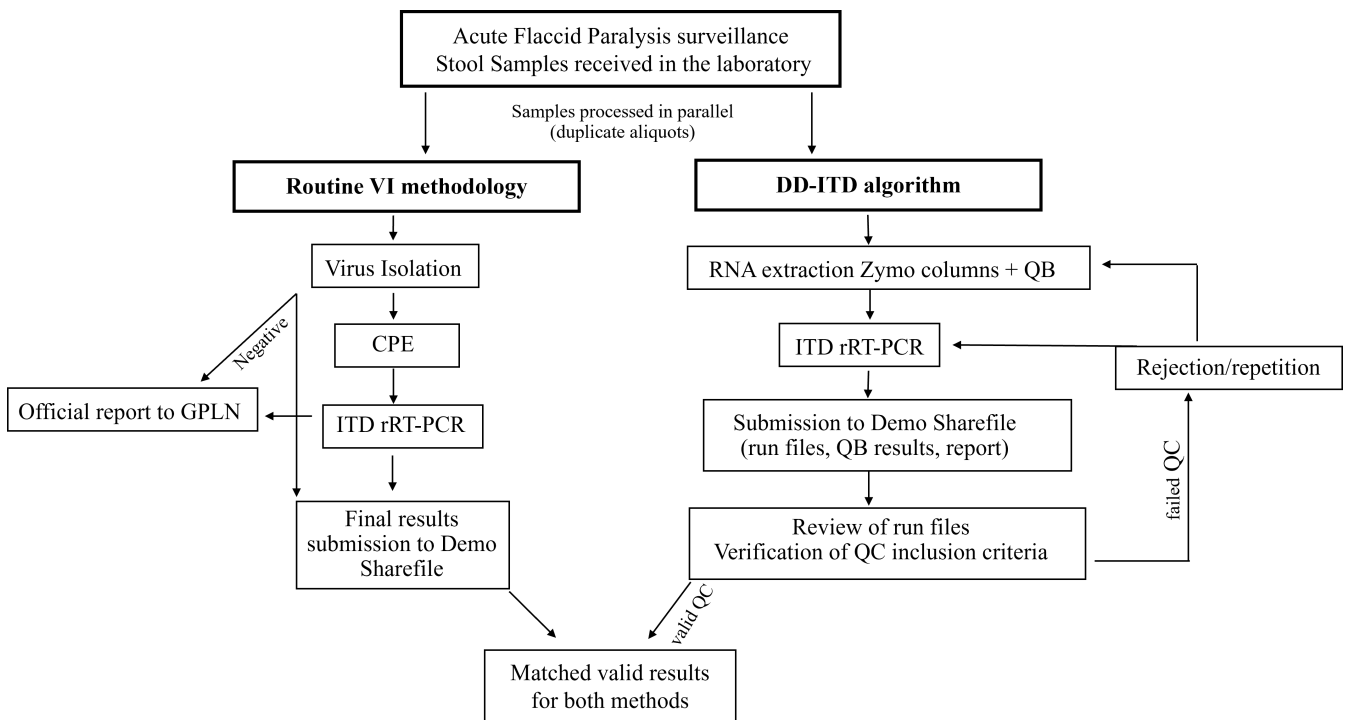 Acute Flaccid Paralysis surveillance
Stool Samples received in the laboratory
Samples processed in parallel
(duplicate aliquots)
Routine VI methodology
DD-ITD algorithm
Virus Isolation
RNA extraction Zymo columns + QB
Negative
CPE
ITD rRT-PCR
Rejection/repetition
Official report to GPLN
ITD rRT-PCR
Submission to Demo Sharefile
(run files, QB results, report)
failed QC
Final results
submission to Demo
Sharefile
Review of run files
Verification of QC inclusion criteria
valid QC
Matched valid results
for both methods